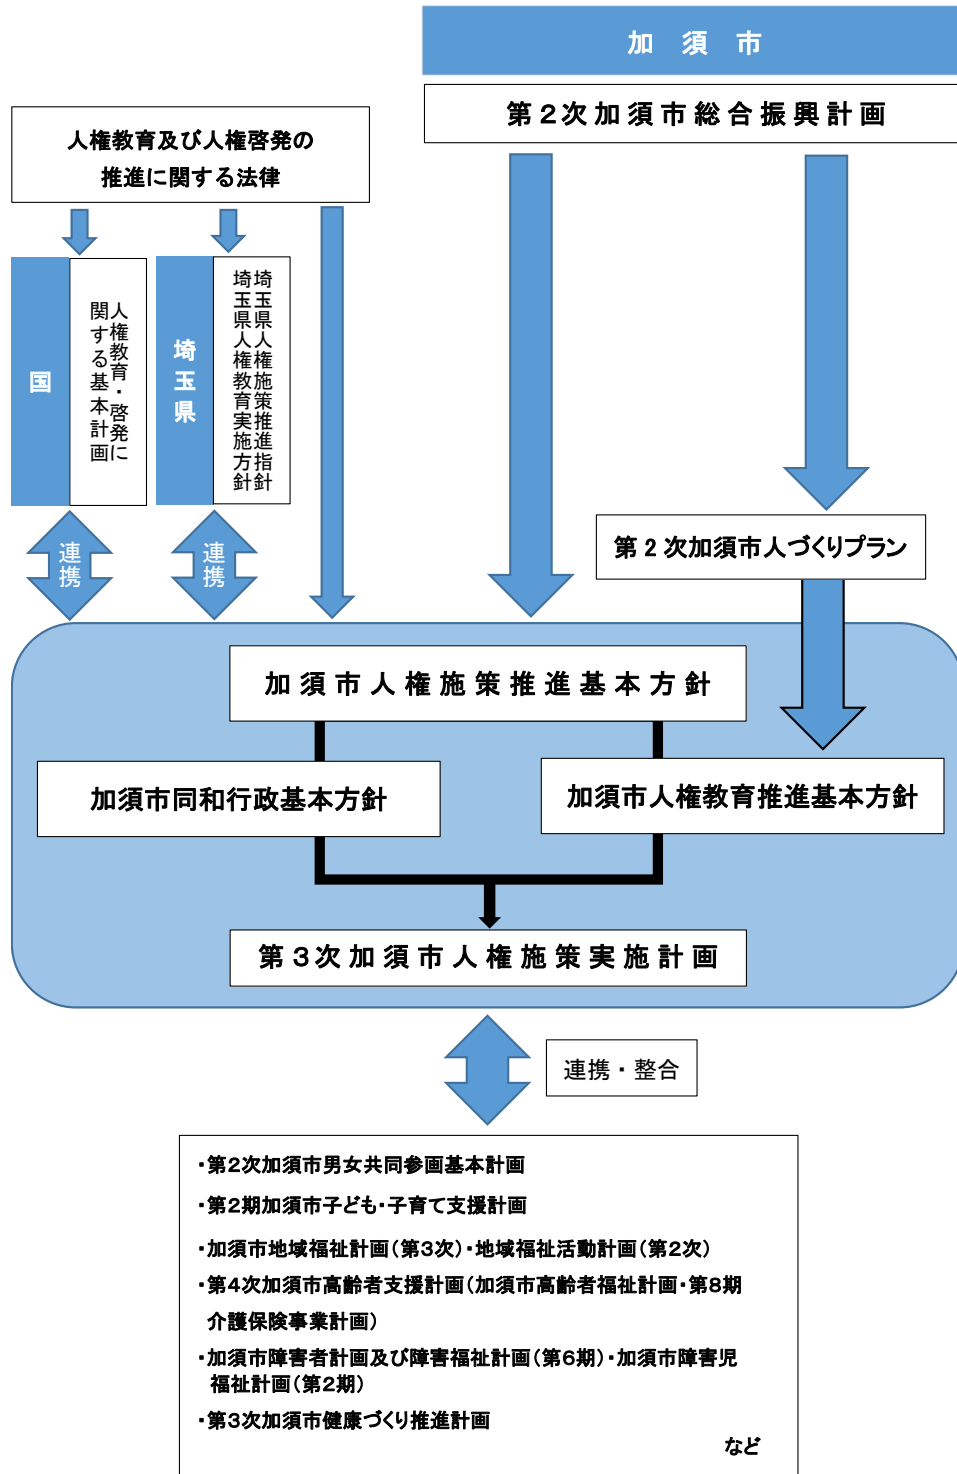 加　須　市
第２次加須市総合振興計画
人権教育及び人権啓発の
推進に関する法律
国
人権教育・啓発に
関する基本計画
埼玉県
埼玉県人権施策推進指針
埼玉県人権教育実施方針
連携
連携
第２次加須市人づくりプラン
加須市人権施策推進基本方針
加須市同和行政基本方針
加須市人権教育推進基本方針
第３次加須市人権施策実施計画
連携・整合
・第２次加須市男女共同参画基本計画
・第２期加須市子ども・子育て支援計画
・加須市地域福祉計画（第３次）・地域福祉活動計画（第２次）
・第４次加須市高齢者支援計画（加須市高齢者福祉計画・第８期
介護保険事業計画）
・加須市障害者計画及び障害福祉計画（第６期）・加須市障害児
福祉計画（第２期）
・第３次加須市健康づくり推進計画
など